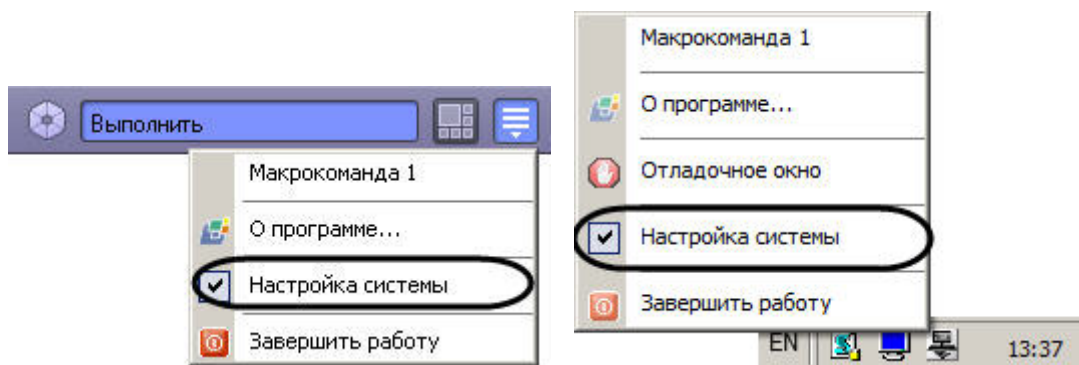 Выполнить
Макрокоманда 1
О программе...
Настройка системы
Завершить работу
Макрокоманда 1
О программе...
Отладочное окно
Настройка системы
Завершить работу
EN 13:37